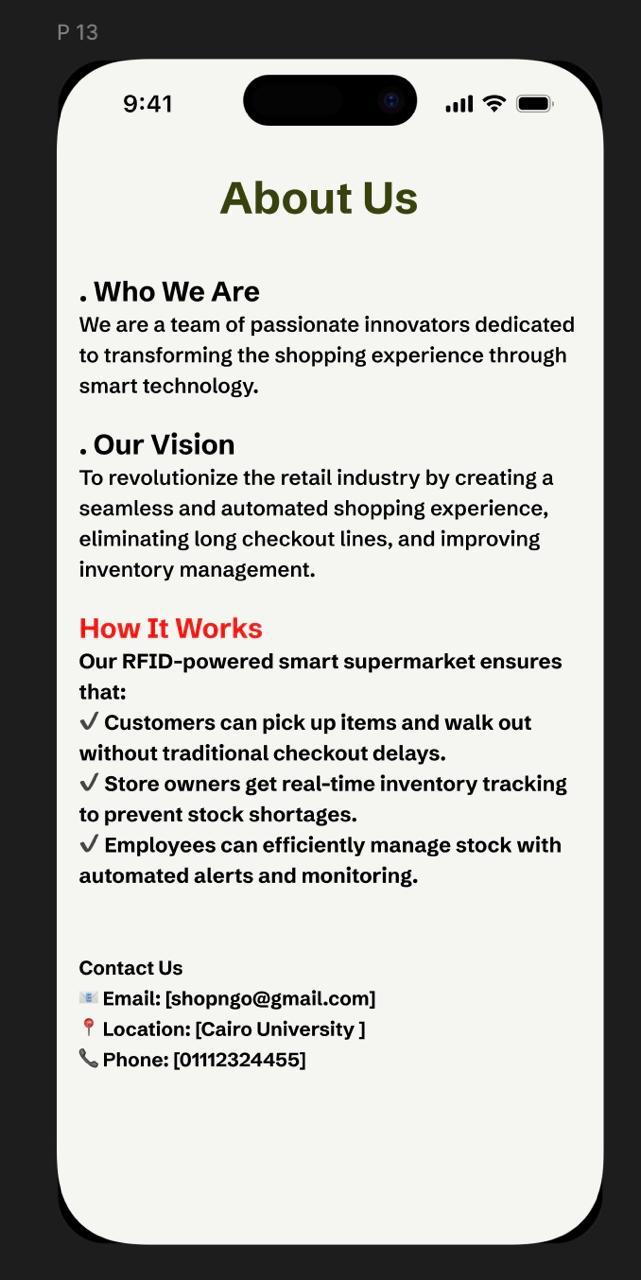 P 13
9:41
About Us
. Who We Are
We are a team of passionate innovators dedicated
to transforming the shopping experience through
smart technology.
. Our Vision
To revolutionize the retail industry by creating a
seamless and automated shopping experience,
eliminating long checkout lines, and improving
inventory management.
How It Works
Our RFID-powered smart supermarket ensures
that:
✔ Customers can pick up items and walk out
without traditional checkout delays.
✔ Store owners get real-time inventory tracking
to prevent stock shortages.
✔ Employees can efficiently manage stock with
automated alerts and monitoring.
Contact Us
📧 Email: [shopngo@gmail.com]
📍 Location: [Cairo University ]
📞 Phone: [01112324455]